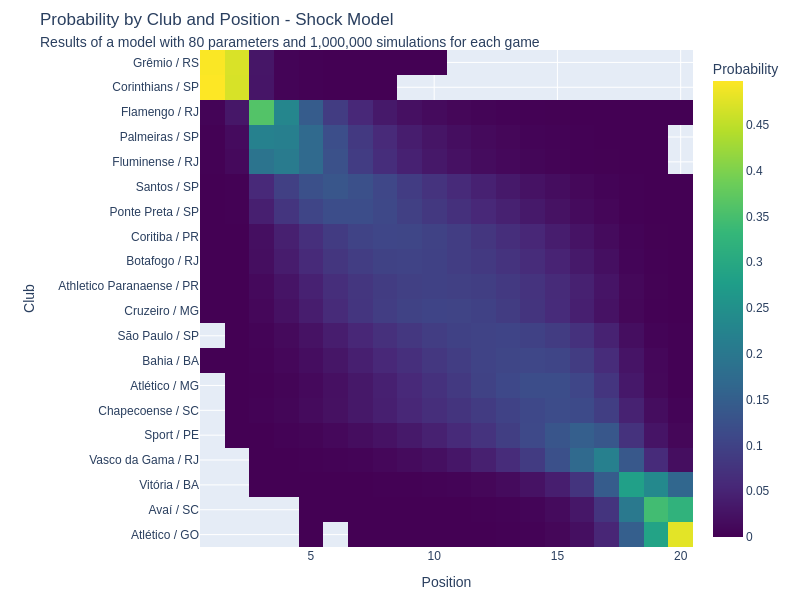 Probability by Club and Position - Shock Model
Results of a model with 80 parameters and 1,000,000 simulations for each game
Grêmio / RS
Corinthians / SP
Flamengo / RJ
Palmeiras / SP
Fluminense / RJ
Santos / SP
Ponte Preta / SP
Coritiba / PR
Botafogo / RJ
Athletico Paranaense / PR
Cruzeiro / MG
São Paulo / SP
Bahia / BA
Atlético / MG
Chapecoense / SC
Sport / PE
Vasco da Gama / RJ
Vitória / BA
Avaí / SC
Atlético / GO
Club
5
10
15
20
Position
Probability
0.45
0.4
0.35
0.3
0.25
0.2
0.15
0.1
0.05
0